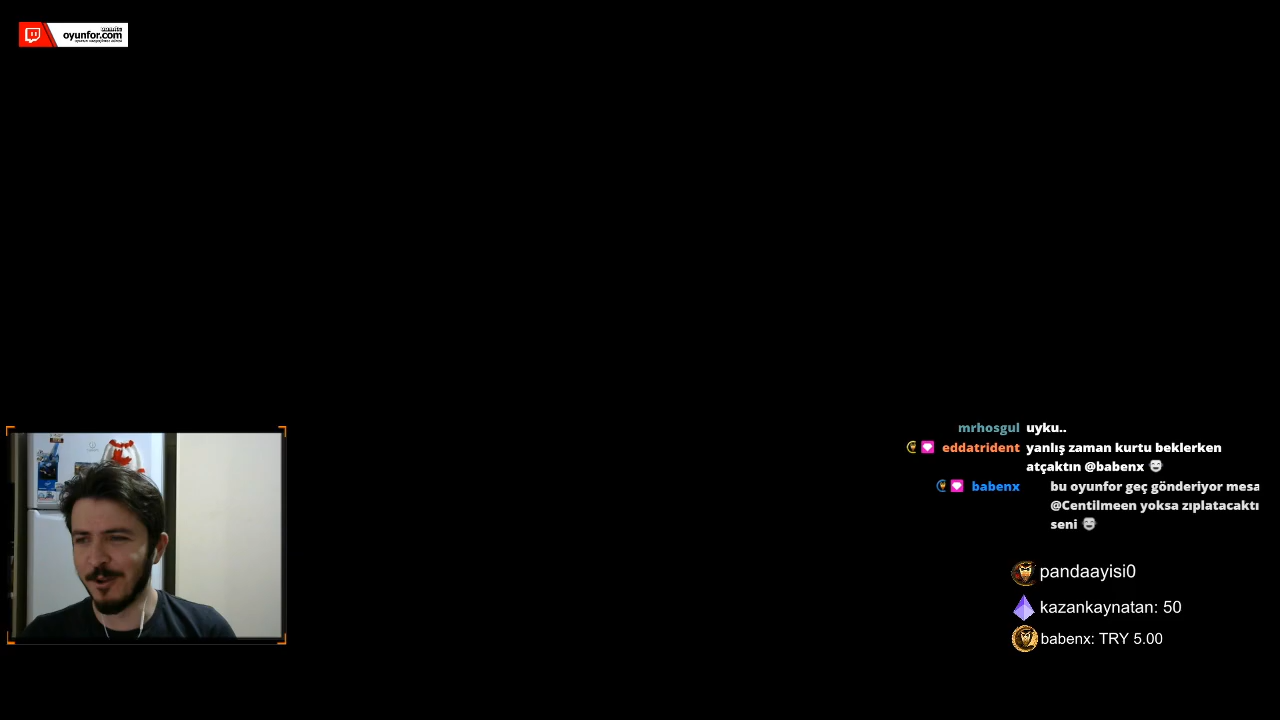 oyunfor.com
mrhosgul uyku..
eddatrident yanlış zaman kurtu beklerken
atçaktın @babenx
babenx bu oyunfor geç gönderiyor mesa
@Centilmeen yoksa zıplatacaktı
seni
pandaayisi0
kazankaynatan: 50
babenx: TRY 5.00